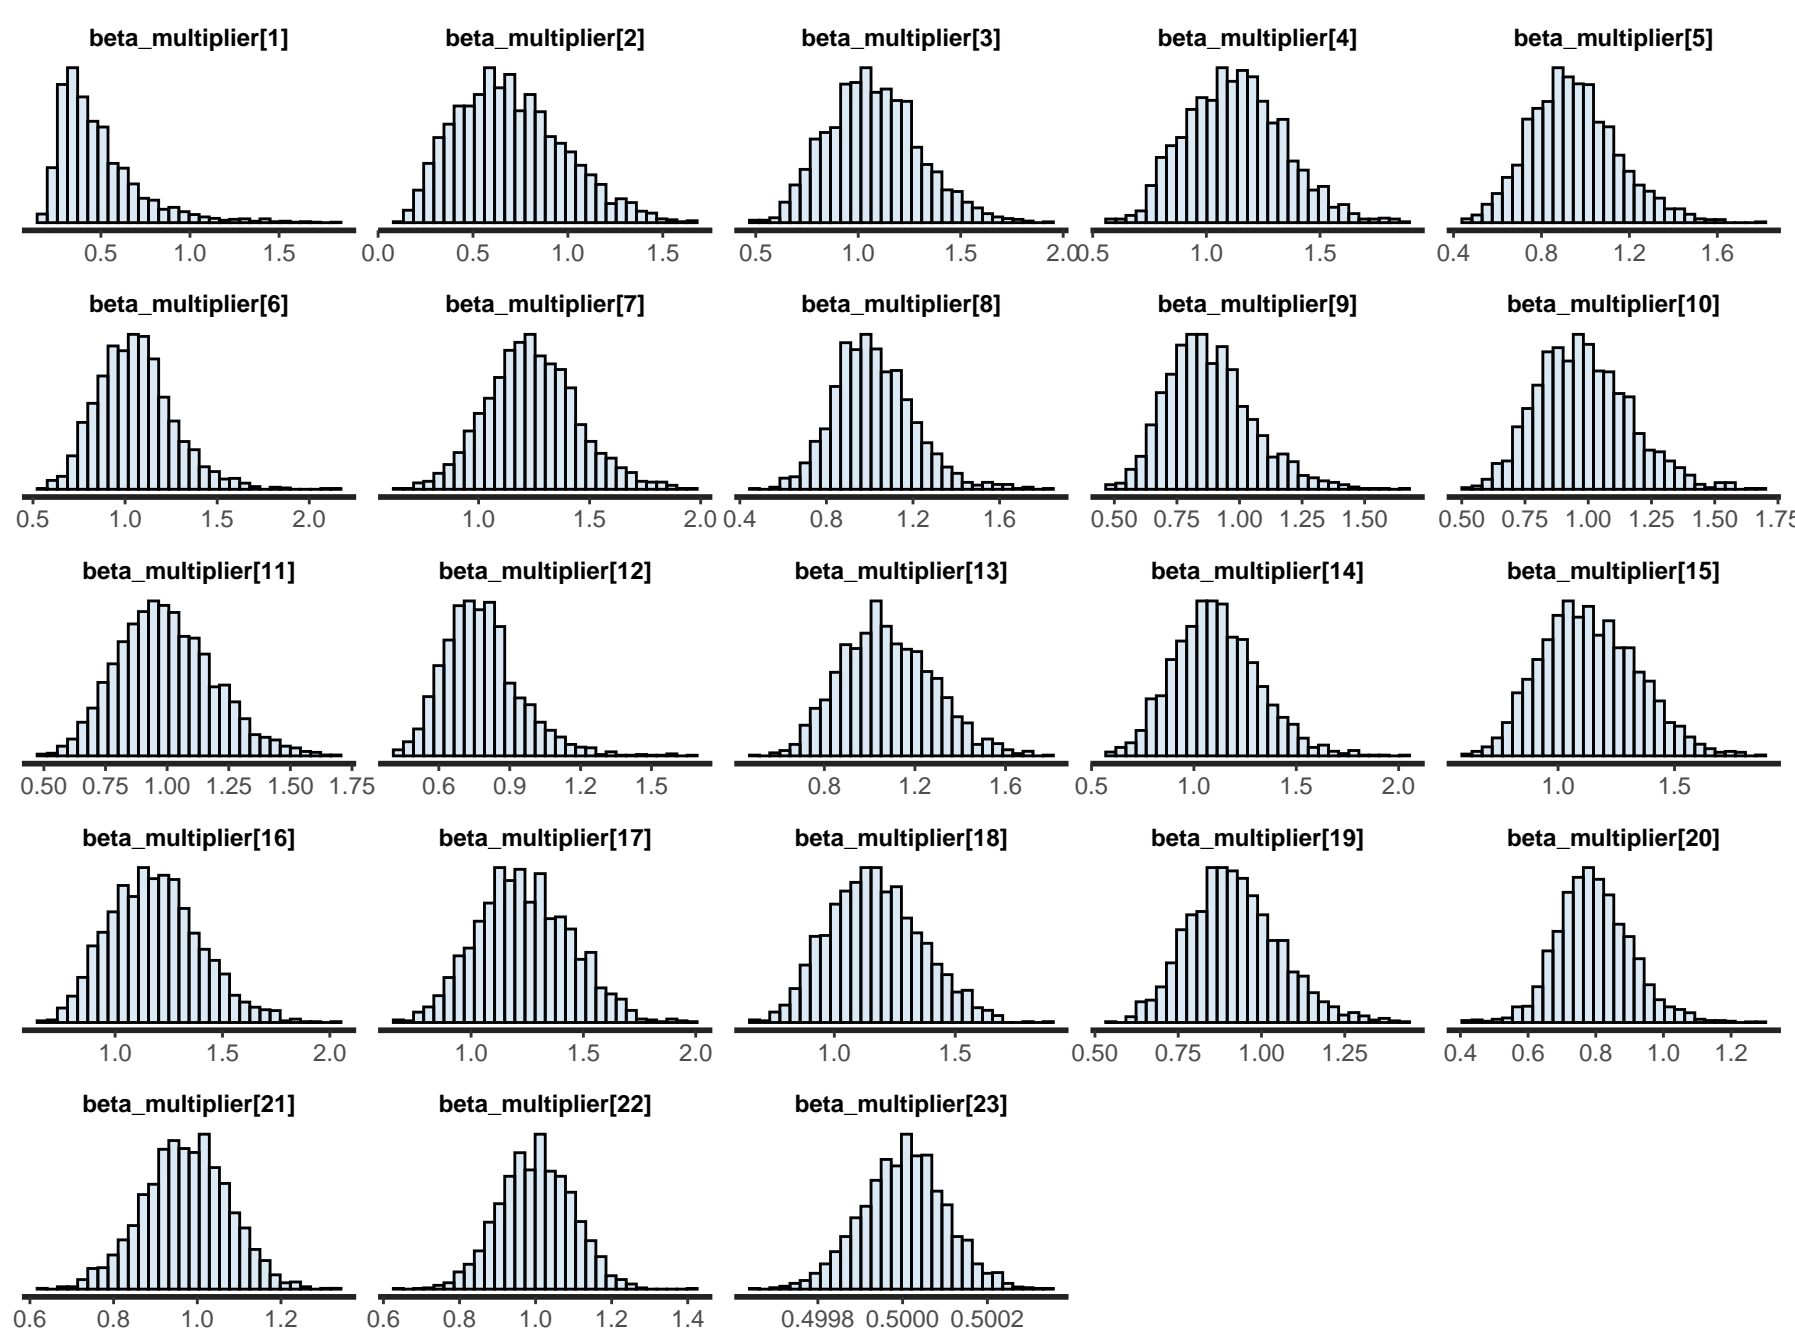 beta_multiplier[1] beta_multiplier[2] beta_multiplier[3] beta_multiplier[4] beta_multiplier[5]
0.5 1.0 1.5 0.0 0.5 1.0 1.5 0.5 1.0 1.5 2.0 0.5 1.0 1.5 0.4 0.8 1.2 1.6
beta_multiplier[6] beta_multiplier[7] beta_multiplier[8] beta_multiplier[9] beta_multiplier[10]
0.5 1.0 1.5 2.0 1.0 1.5 2.0 0.4 0.8 1.2 1.6 0.50 0.75 1.00 1.25 1.50 0.50 0.75 1.00 1.25 1.50 1.75
beta_multiplier[11] beta_multiplier[12] beta_multiplier[13] beta_multiplier[14] beta_multiplier[15]
0.50 0.75 1.00 1.25 1.50 1.75 0.6 0.9 1.2 1.5 0.8 1.2 1.6 0.5 1.0 1.5 2.0 1.0 1.5
beta_multiplier[16] beta_multiplier[17] beta_multiplier[18] beta_multiplier[19] beta_multiplier[20]
1.0 1.5 2.0 1.0 1.5 2.0 1.0 1.5 0.50 0.75 1.00 1.25 0.4 0.6 0.8 1.0 1.2
beta_multiplier[21] beta_multiplier[22] beta_multiplier[23]
0.6 0.8 1.0 1.2 0.6 0.8 1.0 1.2 1.4 0.4998 0.5000 0.5002